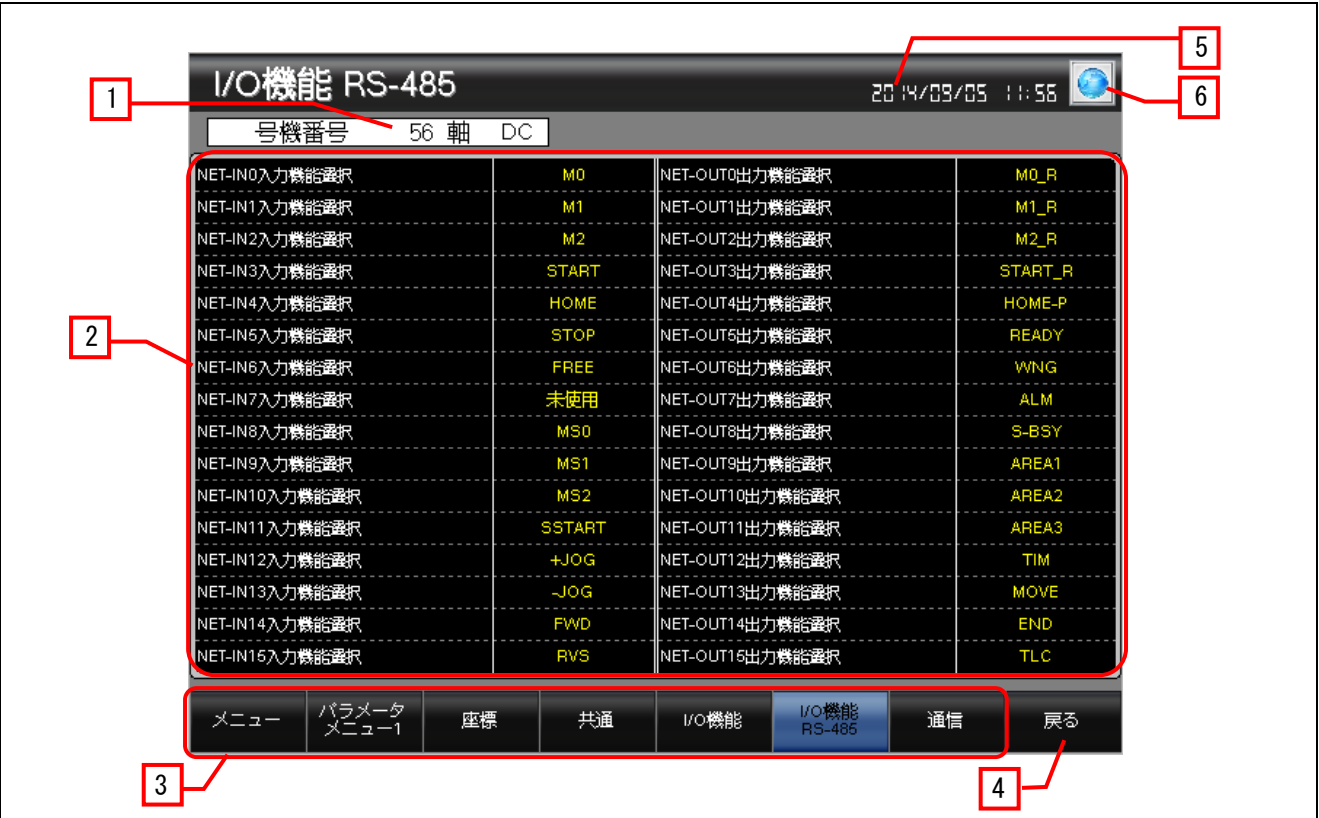 5
I/O機能 RS-485
2014/09/05 11:56
6
1
号機番号 56 軸 DC
NET-IN0入力機能選択 M0 NET-OUT0出力機能選択 M0_R
NET-IN1入力機能選択 M1 NET-OUT1出力機能選択 M1_R
NET-IN2入力機能選択 M2 NET-OUT2出力機能選択 M2_R
NET-IN3入力機能選択 START NET-OUT3出力機能選択 START_R
NET-IN4入力機能選択 HOME NET-OUT4出力機能選択 HOME-P
2
NET-IN5入力機能選択 STOP NET-OUT5出力機能選択 READY
NET-IN6入力機能選択 FREE NET-OUT6出力機能選択 WNG
NET-IN7入力機能選択 未使用 NET-OUT7出力機能選択 ALM
NET-IN8入力機能選択 MS0 NET-OUT8出力機能選択 S-BSY
NET-IN9入力機能選択 MS1 NET-OUT9出力機能選択 AREA1
NET-IN10入力機能選択 MS2 NET-OUT10出力機能選択 AREA2
NET-IN11入力機能選択 SSTART NET-OUT11出力機能選択 AREA3
NET-IN12入力機能選択 +JOG NET-OUT12出力機能選択 TIM
NET-IN13入力機能選択 -JOG NET-OUT13出力機能選択 MOVE
NET-IN14入力機能選択 FWD NET-OUT14出力機能選択 END
NET-IN15入力機能選択 RVS NET-OUT15出力機能選択 TLC
メニュー
パラメータ
メニュー1
座標
共通
I/O機能
I/O機能
RS-485
通信
戻る
3
4